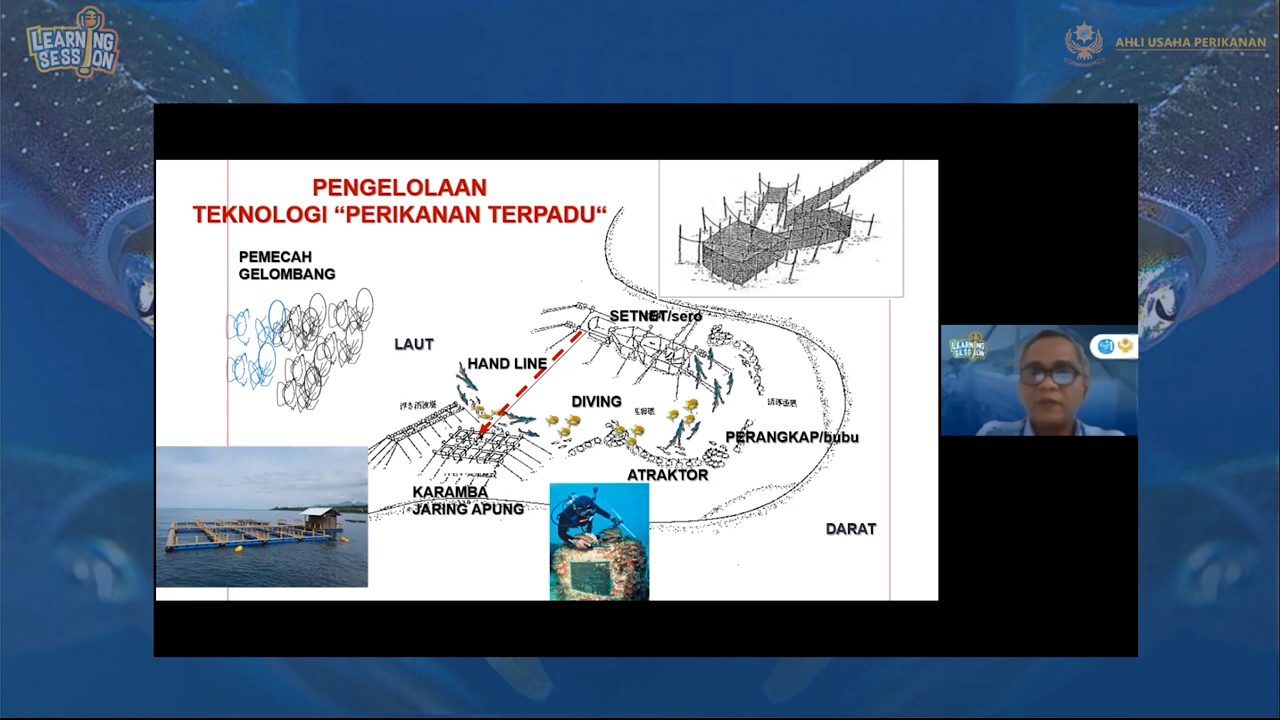 LEARNING
SESSION
AHLI USAHA PERIKANAN
PENGELOLAAN
TEKNOLOGI “PERIKANAN TERPADU“
PEMECAH
GELOMBANG
LAUT
SETNET/sero
HAND LINE
DIVING
PERANGKAP/bubu
ATRAKTOR
KARAMBA
JARING APUNG
DARAT
LEARNING
SESSION